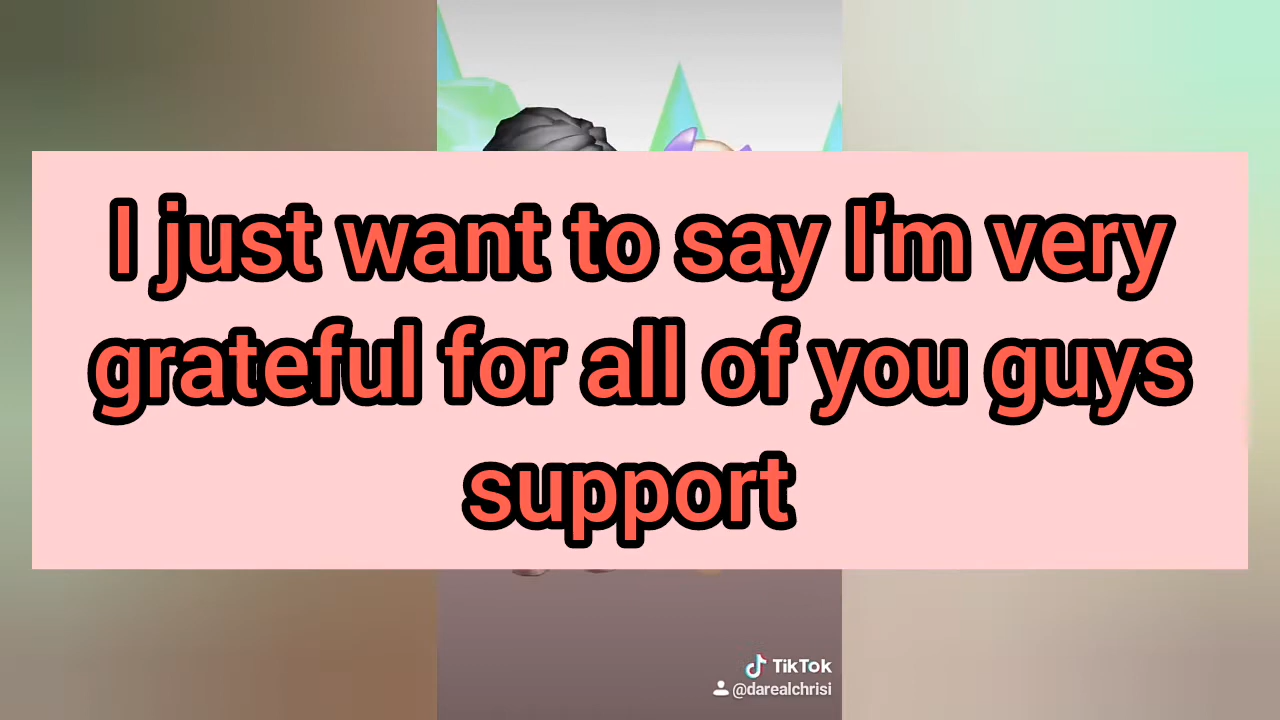 I just want to say I'm very
grateful for all of you guys
support
TikTok
@darealchrisi